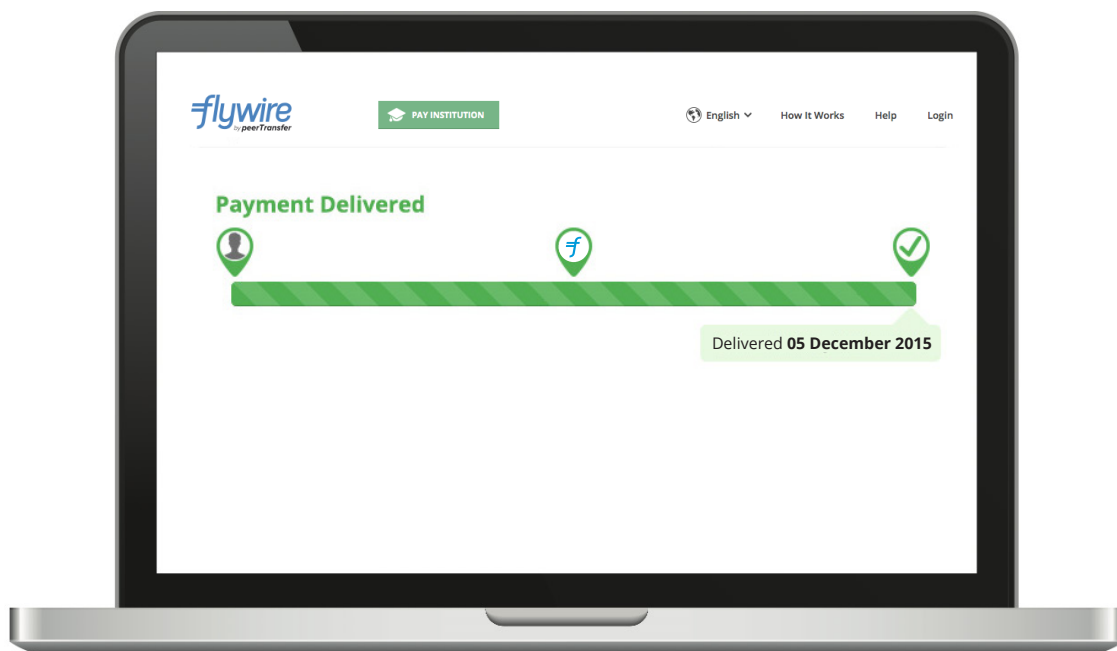 flywire
by peerTransfer
PAY INSTITUTION
English
How It Works
Help
Login
Payment Delivered
Delivered 05 December 2015